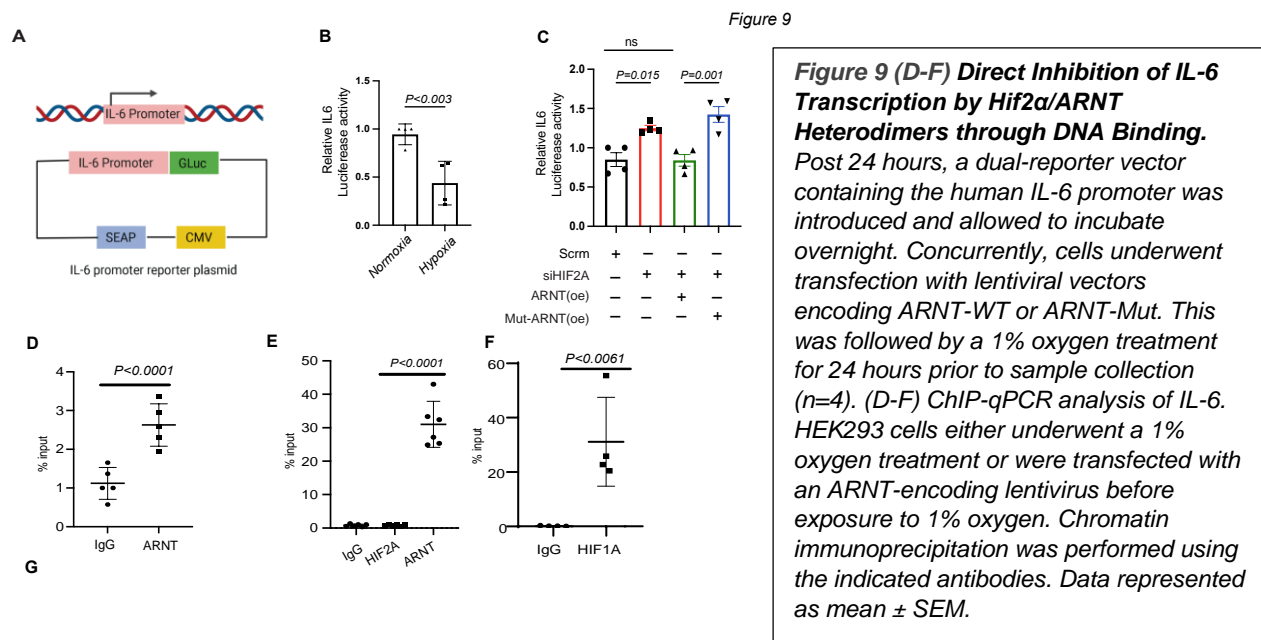 Figure 9
A
IL-6 Promoter
IL-6 Promoter
GLuc
SEAP
CMV
IL-6 promoter reporter plasmid
B
Relative IL6
Luciferease activity
P<0.003
1.5
1.0
0.5
0.0
Normoxia
Hypoxia
C
Relative IL6
Luciferease activity
ns
P=0.015
P=0.001
2.0
1.5
1.0
0.5
0.0
Scrm + – – –
siHIF2A – + + +
ARNT(oe) – – + –
Mut-ARNT(oe) – – – +
D
% input
P<0.0001
4
3
2
1
0
IgG
ARNT
E
% input
P<0.0001
50
40
30
20
10
0
IgG
HIF2A
ARNT
F
% input
P<0.0061
60
40
20
0
IgG
HIF1A
G
Figure 9 (D-F) Direct Inhibition of IL-6
Transcription by Hif2α/ARNT
Heterodimers through DNA Binding.
Post 24 hours, a dual-reporter vector
containing the human IL-6 promoter was
introduced and allowed to incubate
overnight. Concurrently, cells underwent
transfection with lentiviral vectors
encoding ARNT-WT or ARNT-Mut. This
was followed by a 1% oxygen treatment
for 24 hours prior to sample collection
(n=4). (D-F) ChIP-qPCR analysis of IL-6.
HEK293 cells either underwent a 1%
oxygen treatment or were transfected with
an ARNT-encoding lentivirus before
exposure to 1% oxygen. Chromatin
immunoprecipitation was performed using
the indicated antibodies. Data represented
as mean ± SEM.